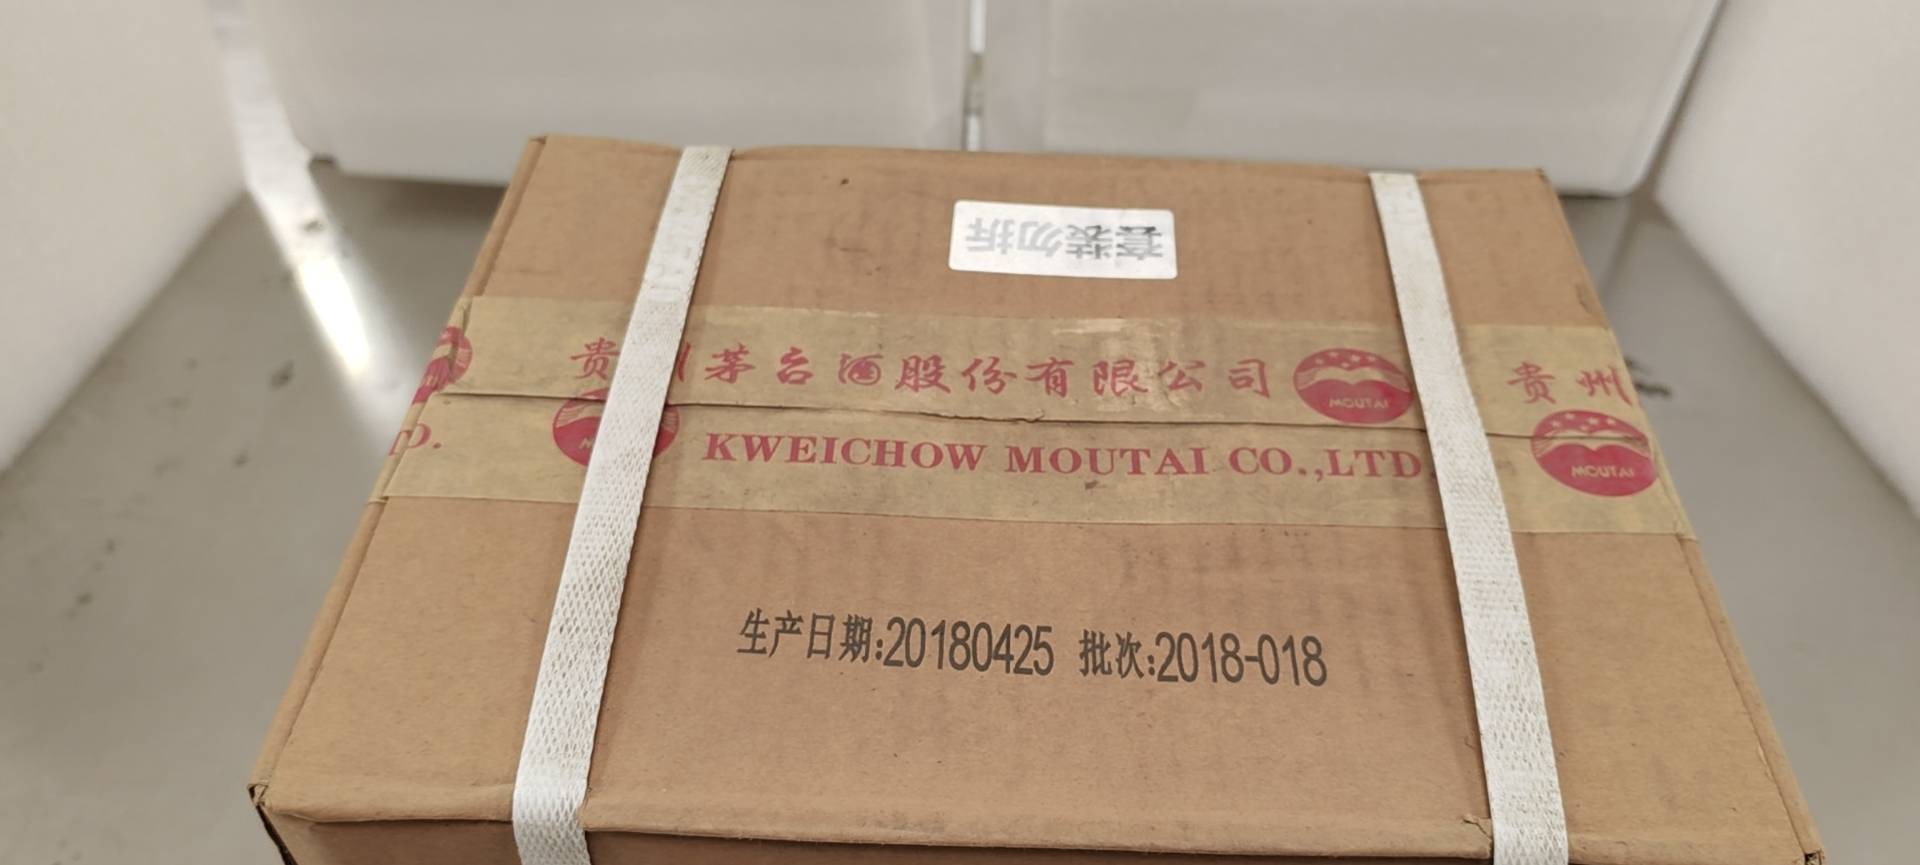 套装勿拆
贵州茅台酒股份有限公司 MOUTAI 贵州
D. KWEICHOW MOUTAI CO.,LTD. MOUTAI
生产日期:20180425 批次:2018-018